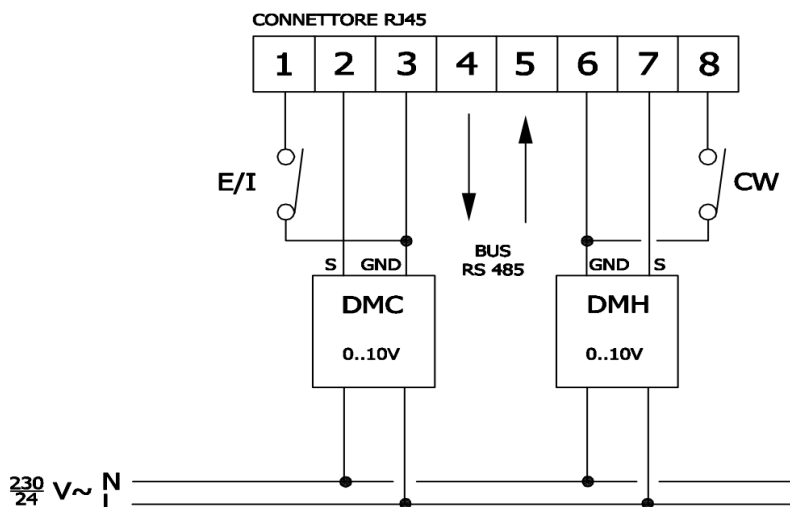 CONNETTORE RJ45
1 2 3 4 5 6 7 8
E/I
CW
BUS
RS 485
S GND
GND S
DMC
DMH
0..10V
0..10V
230
24
V~ N
L